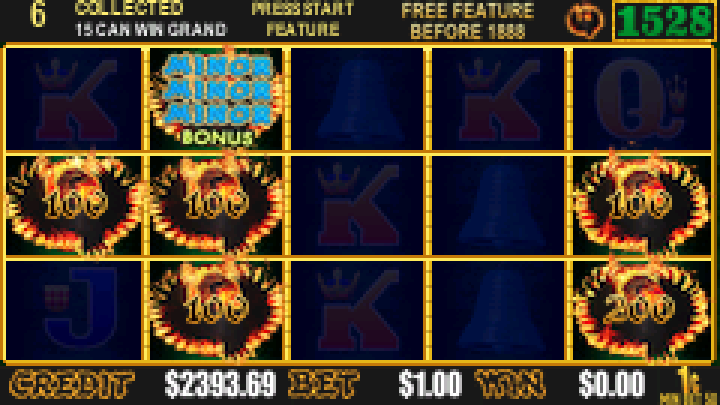 6 COLLECTED PRESS START FREE FEATURE 1528
15 CAN WIN GRAND FEATURE BEFORE 1888
K MINOR K Q
MINOR
MINOR
BONUS
100 100 K 100
J 100 K 200
CREDIT $2393.69 BET $1.00 WIN $0.00 1¢